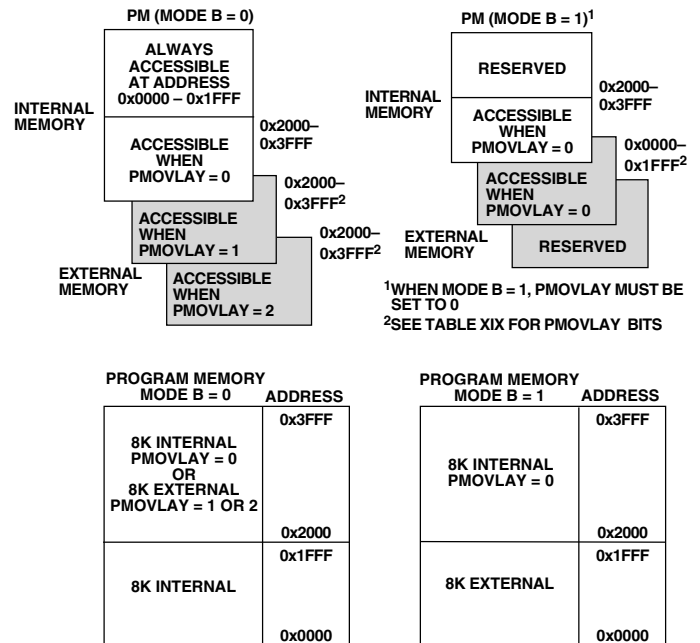 PM (MODE B = 0)
ALWAYS
ACCESSIBLE
AT ADDRESS
0x0000 – 0x1FFF
INTERNAL
MEMORY
0x2000–
0x3FFF
ACCESSIBLE
WHEN
PMOVLAY = 0
0x2000–
0x3FFF²
ACCESSIBLE
WHEN
PMOVLAY = 1
0x2000–
0x3FFF²
EXTERNAL
MEMORY
ACCESSIBLE
WHEN
PMOVLAY = 2
PM (MODE B = 1)¹
RESERVED
INTERNAL
MEMORY
0x2000–
0x3FFF
ACCESSIBLE
WHEN
PMOVLAY = 0
0x0000–
0x1FFF²
ACCESSIBLE
WHEN
PMOVLAY = 0
EXTERNAL
MEMORY
RESERVED
¹WHEN MODE B = 1, PMOVLAY MUST BE
SET TO 0
²SEE TABLE XIX FOR PMOVLAY BITS
PROGRAM MEMORY
MODE B = 0
ADDRESS
0x3FFF
8K INTERNAL
PMOVLAY = 0
OR
8K EXTERNAL
PMOVLAY = 1 OR 2
0x2000
0x1FFF
8K INTERNAL
0x0000
PROGRAM MEMORY
MODE B = 1
ADDRESS
0x3FFF
8K INTERNAL
PMOVLAY = 0
0x2000
0x1FFF
8K EXTERNAL
0x0000